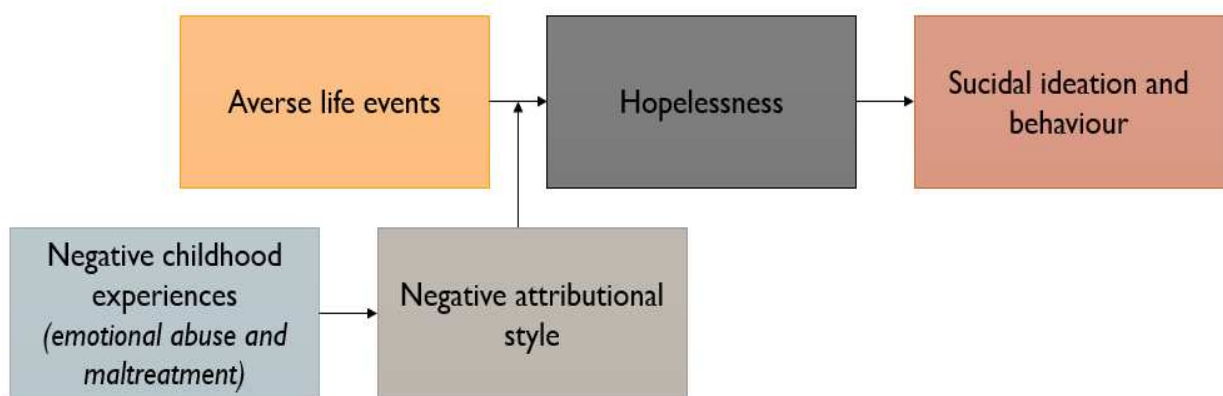 Averse life events
Hopelessness
Sucidal ideation and
behaviour
Negative childhood
experiences
(emotional abuse and
maltreatment)
Negative attributional
style